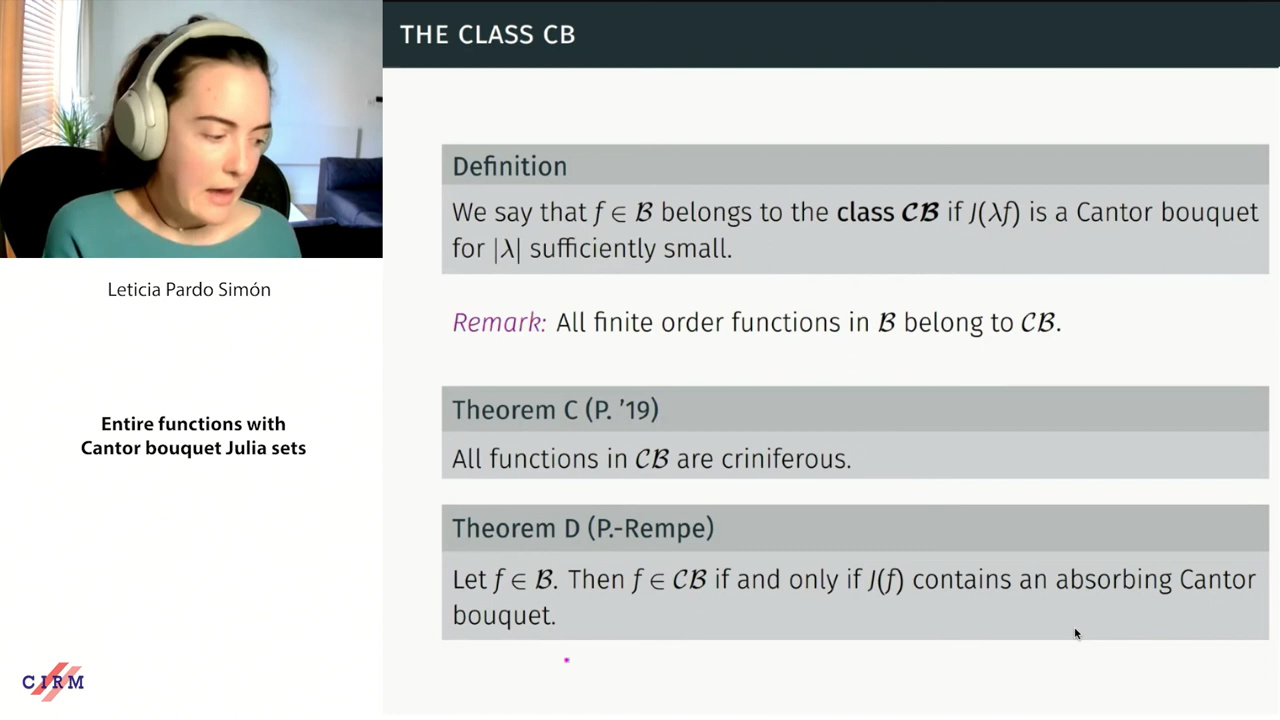 THE CLASS CB
Definition
We say that f ∈ ℬ belongs to the class 𝓒𝓑 if J(λf) is a Cantor bouquet
for |λ| sufficiently small.
Remark: All finite order functions in ℬ belong to 𝒞ℬ.
Theorem C (P. ’19)
All functions in 𝒞ℬ are criniferous.
Theorem D (P.-Rempe)
Let f ∈ ℬ. Then f ∈ 𝒞ℬ if and only if J(f) contains an absorbing Cantor
bouquet.
Leticia Pardo Simón
Entire functions with
Cantor bouquet Julia sets
CIRM